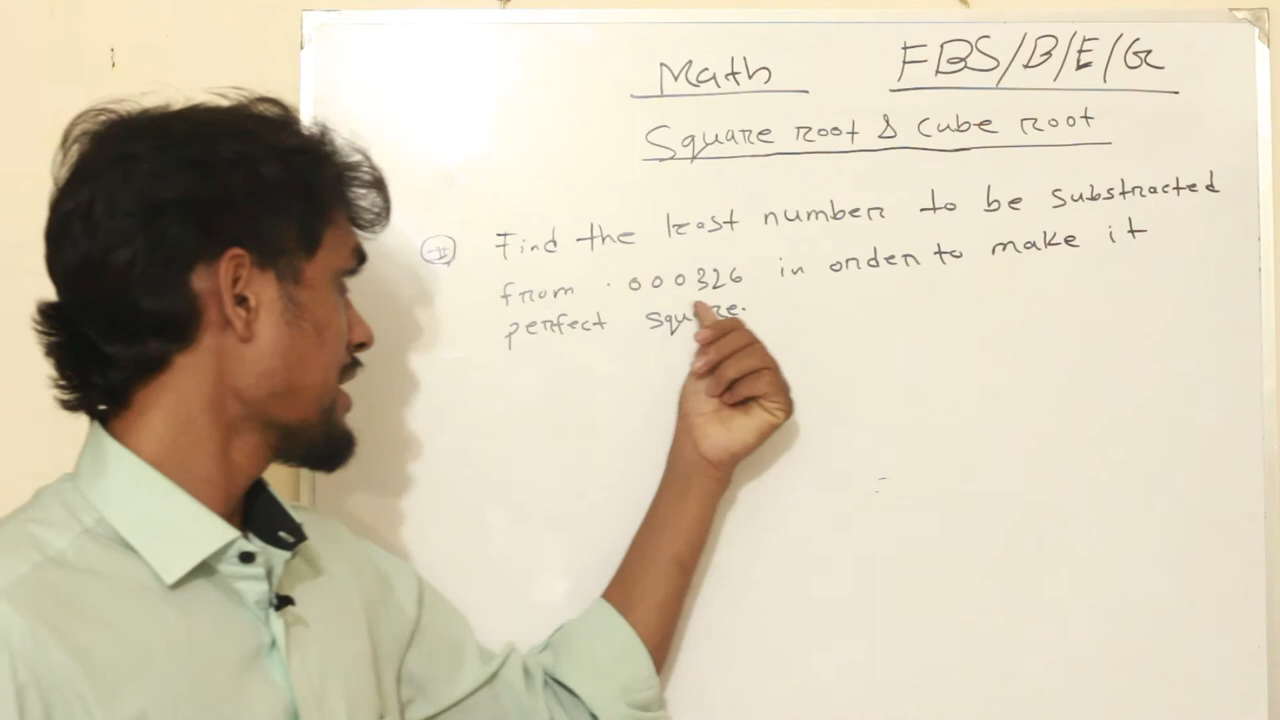 Math
FBS/B/E/G
Square root & cube root
Find the least number to be substracted
from .000326 in order to make it
perfect square.